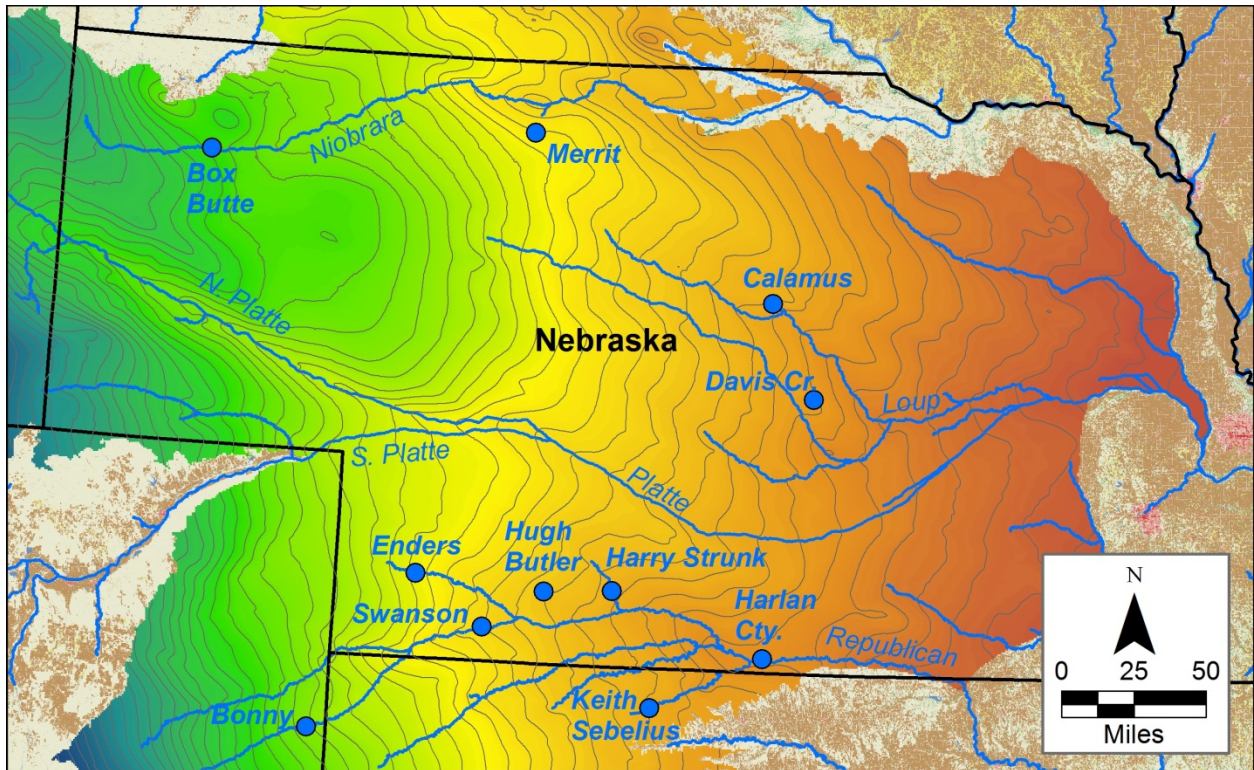 Niobrara
Merrit
Box
Butte
N. Platte
Calamus
Nebraska
Davis Cr.
Loup
S. Platte
Platte
Enders
Hugh
Butler
Harry Strunk
Swanson
Harlan
Cty.
Republican
Bonny
Keith
Sebelius
N
0 25 50
Miles